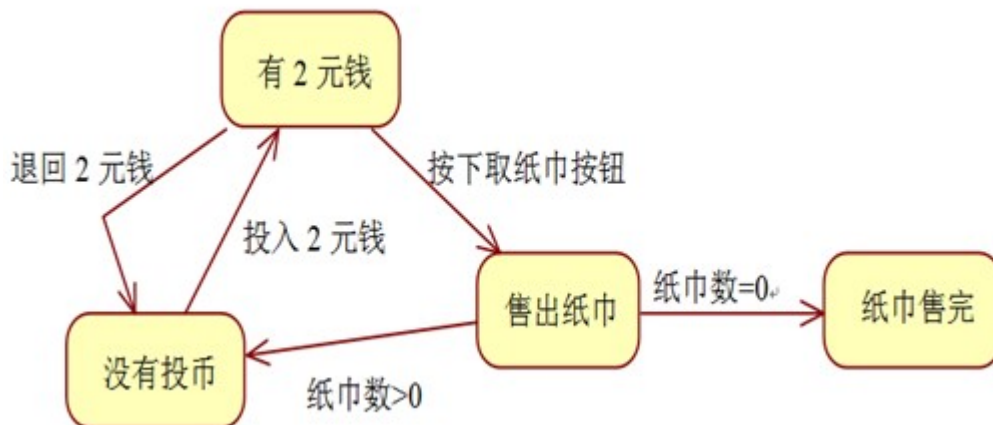 有 2 元钱
退回 2 元钱
按下取纸巾按钮
投入 2 元钱
售出纸巾
纸巾数=0
纸巾售完
没有投币
纸巾数>0